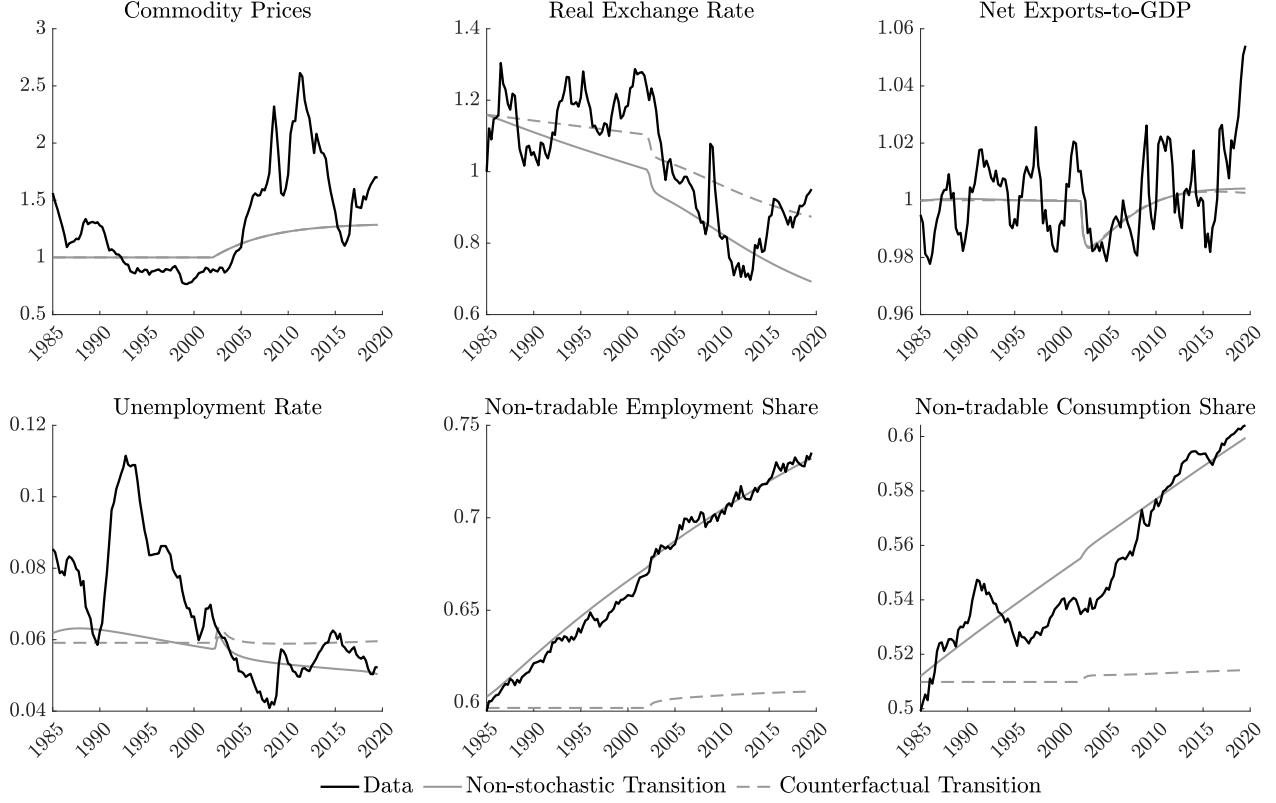 Commodity Prices
3
2.5
2
1.5
1
0.5
1985 1990 1995 2000 2005 2010 2015 2020
Real Exchange Rate
1.4
1.2
1
0.8
0.6
1985 1990 1995 2000 2005 2010 2015 2020
Net Exports-to-GDP
1.06
1.04
1.02
1
0.98
0.96
1985 1990 1995 2000 2005 2010 2015 2020
Unemployment Rate
0.12
0.1
0.08
0.06
0.04
1985 1990 1995 2000 2005 2010 2015 2020
Non-tradable Employment Share
0.75
0.7
0.65
0.6
1985 1990 1995 2000 2005 2010 2015 2020
Non-tradable Consumption Share
0.6
0.58
0.56
0.54
0.52
0.5
1985 1990 1995 2000 2005 2010 2015 2020
Data Non-stochastic Transition Counterfactual Transition